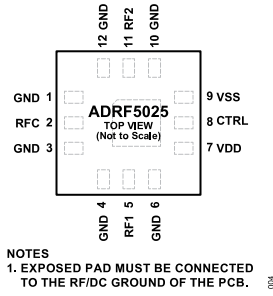 12 GND
11 RF2
10 GND
GND 1
RFC 2
GND 3
ADRF5025
TOP VIEW
(Not to Scale)
9 VSS
8 CTRL
7 VDD
GND 4
RF1 5
GND 6
NOTES
1. EXPOSED PAD MUST BE CONNECTED
TO THE RF/DC GROUND OF THE PCB.
004